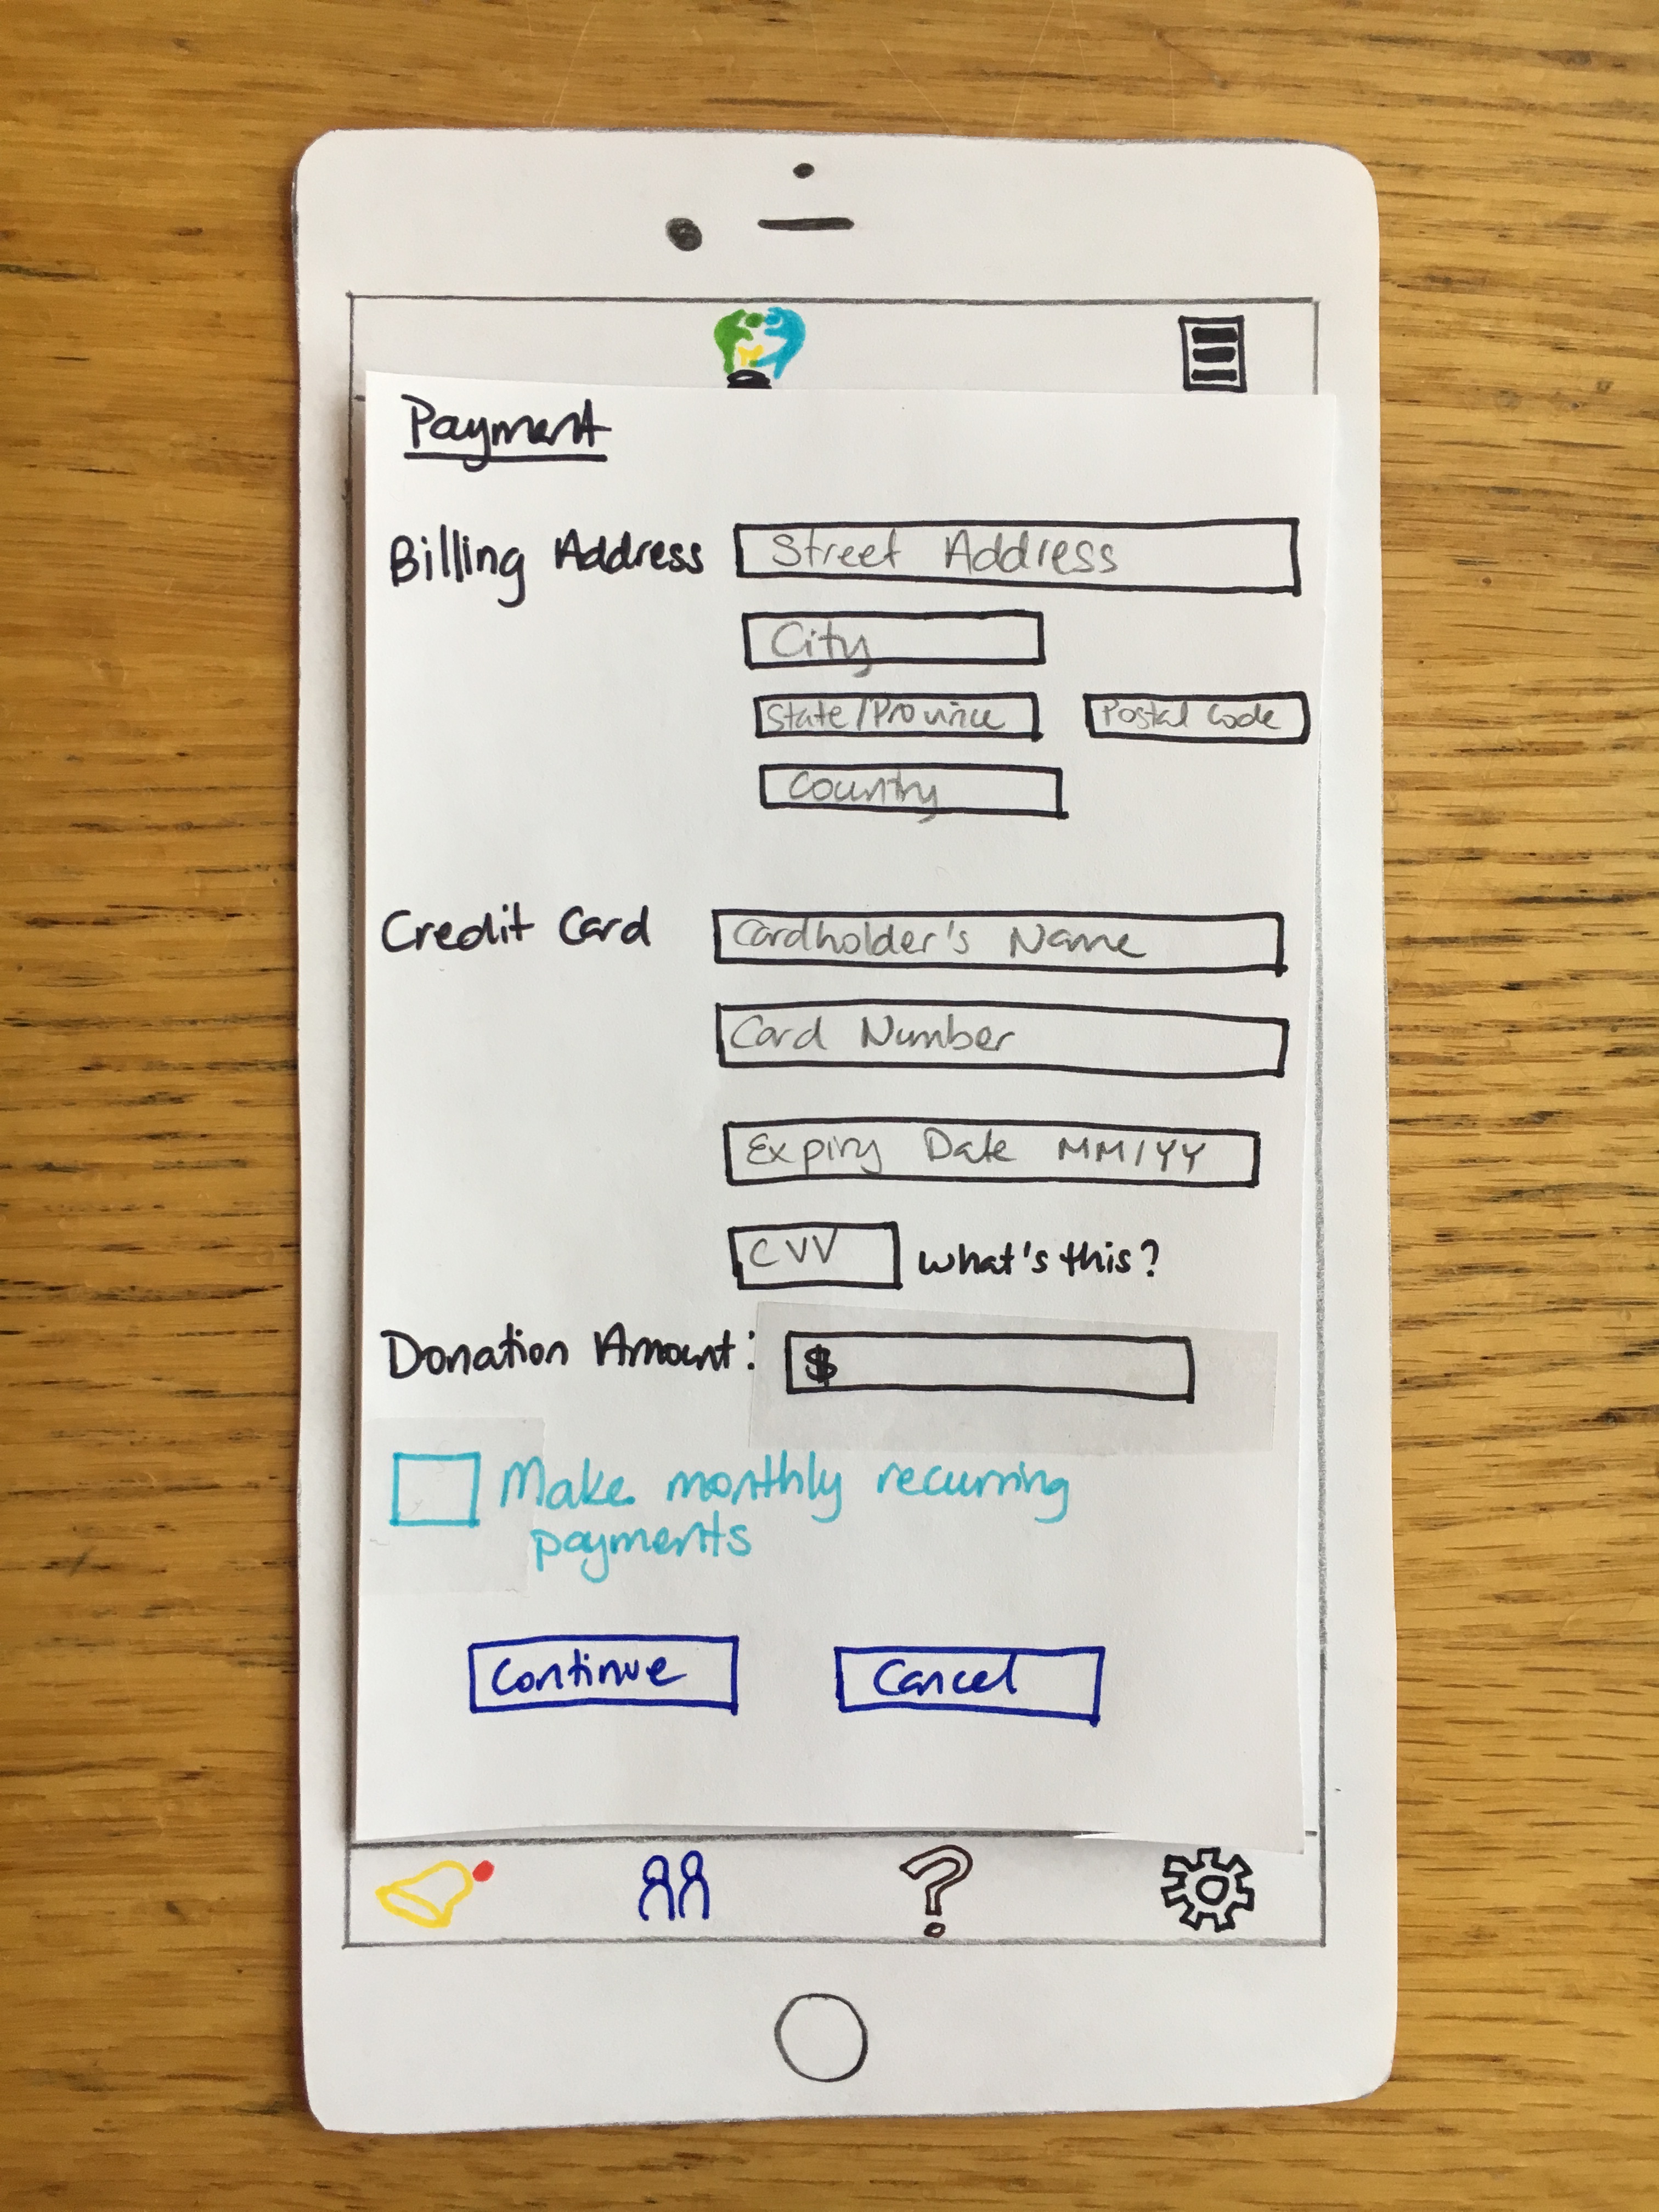 Payment
Billing Address Street Address
City
State/Province Postal Code
Country
Credit Card Cardholder's Name
Card Number
Expiry Date MM/YY
CVV What's this?
Donation Amount: $
Make monthly recurring
payments
Continue Cancel
?